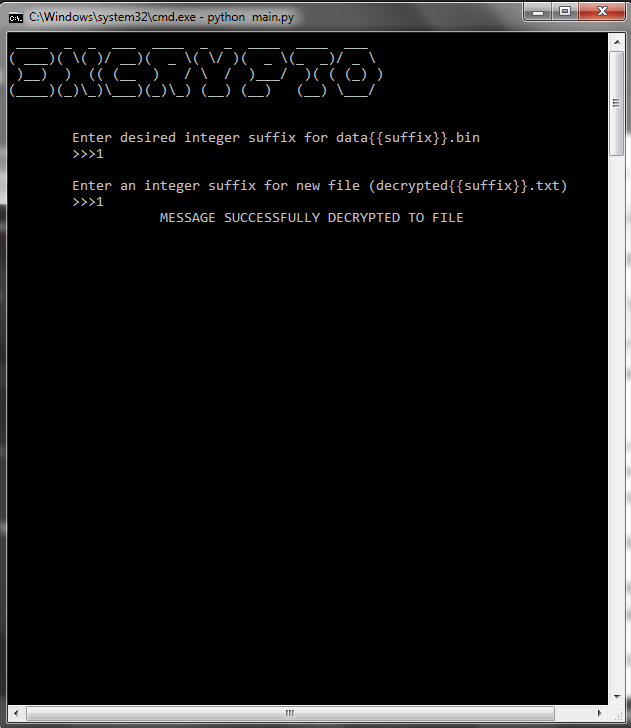 C:\Windows\system32\cmd.exe - python main.py
EXCRYPTO
Enter desired integer suffix for data{{suffix}}.bin
>>>1
Enter an integer suffix for new file (decrypted{{suffix}}.txt)
>>>1
MESSAGE SUCCESSFULLY DECRYPTED TO FILE